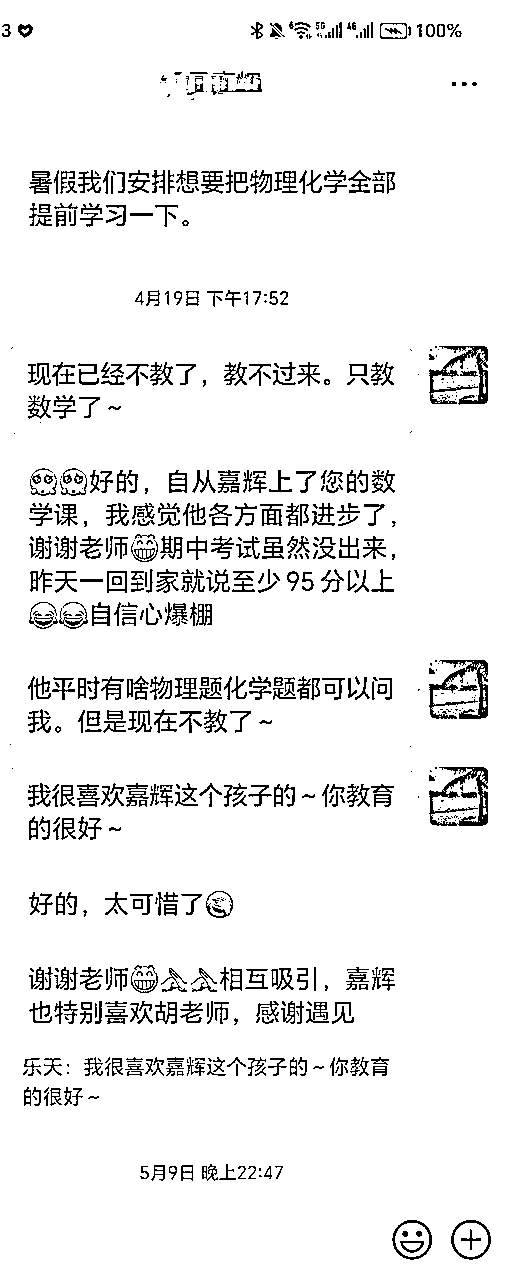 3
100%
暑假我们安排想要把物理化学全部
提前学习一下。
4月19日 下午17:52
现在已经不教了，教不过来。只教
数学了~
好的，自从嘉辉上了您的数
学课，我感觉他各方面都进步了，
谢谢老师😁期中考试虽然没出来，
昨天一回到家就说至少 95 分以上
😂😂自信心爆棚
他平时有啥物理题化学题都可以问
我。但是现在不教了~
我很喜欢嘉辉这个孩子的~你教育
的很好~
好的，太可惜了
谢谢老师😁🙏🙏相互吸引，嘉辉
也特别喜欢胡老师，感谢遇见
乐天：我很喜欢嘉辉这个孩子的~你教育
的很好~
5月9日 晚上22:47